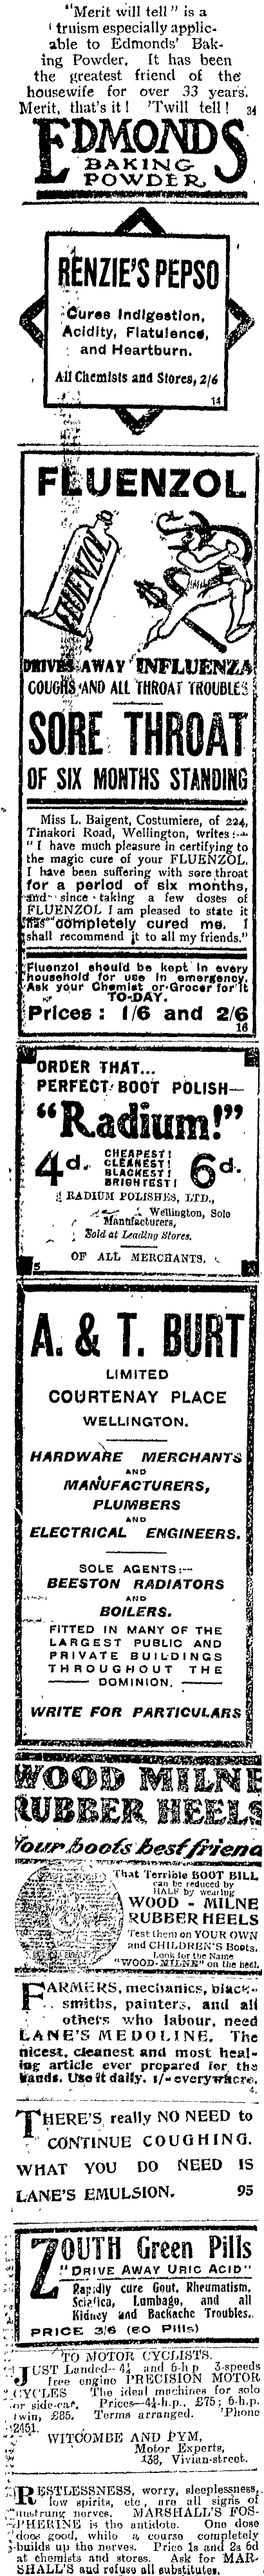 "Merit will tell" is a
truism especially applic-
able to Edmonds' Bak-
ing Powder. It has been
the greatest friend of the
housewife for over 33 years.
Merit, that's it! 'Twill tell! 34
EDMONDS
BAKING
POWDER
RENZIE'S PEPSO
Cures Indigestion,
Acidity, Flatulence,
and Heartburn.
All Chemists and Stores, 2/6
14
FLUENZOL
FLUENZOL
DRIVES AWAY INFLUENZA
COUGHS AND ALL THROAT TROUBLES
SORE THROAT
OF SIX MONTHS STANDING
Miss L. Baigent, Costumiere, of 224,
Tinakori Road, Wellington, writes:—
"I have much pleasure in certifying to
the magic cure of your FLUENZOL.
I have been suffering with sore throat
for a period of six months,
and since taking a few doses of
FLUENZOL I am pleased to state it
has completely cured me. I
shall recommend it to all my friends."
Fluenzol should be kept in every
household for use in emergency.
Ask your Chemist or Grocer for it
TO-DAY.
Prices: 1/6 and 2/6
16
ORDER THAT...
PERFECT BOOT POLISH—
"Radium!"
4d. CHEAPEST! 6d.
CLEANEST!
BLACKEST!
BRIGHTEST!
RADIUM POLISHES, LTD.,
Wellington, Sole
Manufacturers,
Sold at Leading Stores.
OF ALL MERCHANTS.
5
A. & T. BURT
LIMITED
COURTENAY PLACE
WELLINGTON.
HARDWARE MERCHANTS
AND
MANUFACTURERS,
PLUMBERS
AND
ELECTRICAL ENGINEERS.
SOLE AGENTS:—
BEESTON RADIATORS
AND
BOILERS.
FITTED IN MANY OF THE
LARGEST PUBLIC AND
PRIVATE BUILDINGS
THROUGHOUT THE
DOMINION.
WRITE FOR PARTICULARS
WOOD MILNE
RUBBER HEELS
Your boots best friend
That Terrible BOOT BILL
can be reduced by
HALF by wearing
WOOD-MILNE
RUBBER HEELS
Test them on YOUR OWN
and CHILDREN'S Boots.
Look for the Name
"WOOD-MILNE" on the heel.
FARMERS, mechanics, black-
smiths, painters, and all
others who labour, need
LANE'S MEDOLINE. The
nicest, cleanest and most heal-
ing article ever prepared for the
hands. Use it daily. 1/- everywhere.
4.
THERE'S really NO NEED to
CONTINUE COUGHING.
WHAT YOU DO NEED IS
LANE'S EMULSION. 95
ZOUTH Green Pills
"DRIVE AWAY URIC ACID"
Rapidly cure Gout, Rheumatism,
Sciatica, Lumbago, and all
Kidney and Backache Troubles.
PRICE 3/6 (60 Pills)
TO MOTOR CYCLISTS.
JUST Landed—4¼ and 6-h.p 3-speeds
free engine PRECISION MOTOR
CYCLES The ideal machines for solo
or side-car. Prices—4¼-h.p., £75; 6-h.p.
twin, £85. Terms arranged. 'Phone
2451.
WITCOMBE AND PYM,
Motor Experts,
138, Vivian-street.
RESTLESSNESS, worry, sleeplessness,
low spirits, etc, are all signs of
unstrung nerves. MARSHALL'S FOS-
PHERINE is the antidote. One dose
does good, while a course completely
builds up the nerves. Price 1s and 2s 6d
at chemists and stores. Ask for MAR-
SHALL'S and refuse all substitutes.